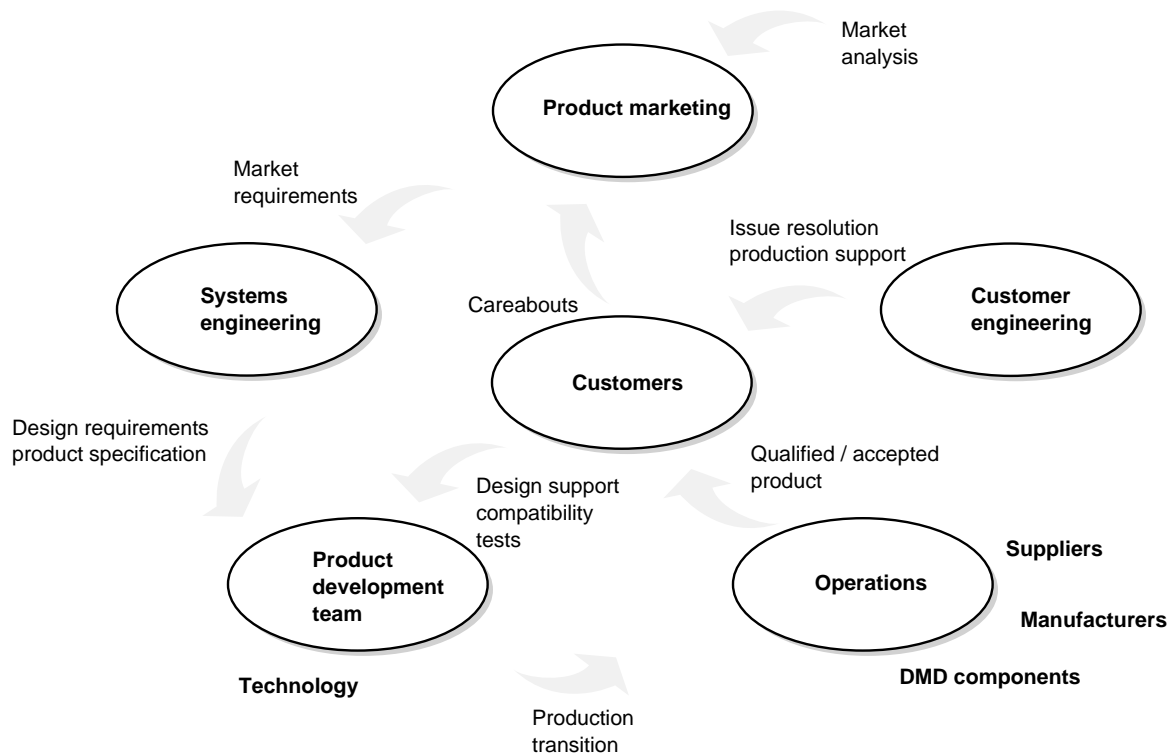 Market
analysis
Product marketing
Market
requirements
Issue resolution
production support
Systems
engineering
Careabouts
Customer
engineering
Customers
Design requirements
product specification
Qualified / accepted
product
Design support
compatibility
tests
Product
development
team
Operations
Suppliers
Manufacturers
Technology
DMD components
Production
transition